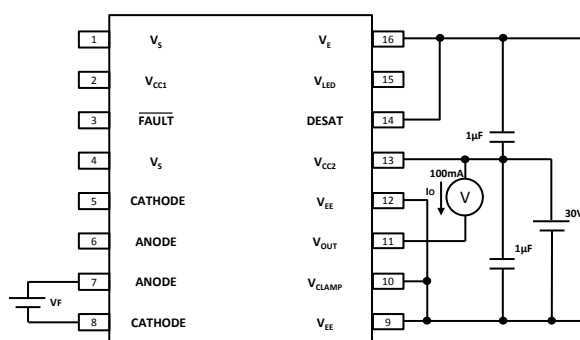 1 VS VE 16
2 VCC1 VLED 15
3 FAULT DESAT 14
1µF
4 VS VCC2 13
100mA
5 CATHODE VEE 12 IO V
30V
6 ANODE VOUT 11
1µF
7 ANODE VCLAMP 10
VF
8 CATHODE VEE 9